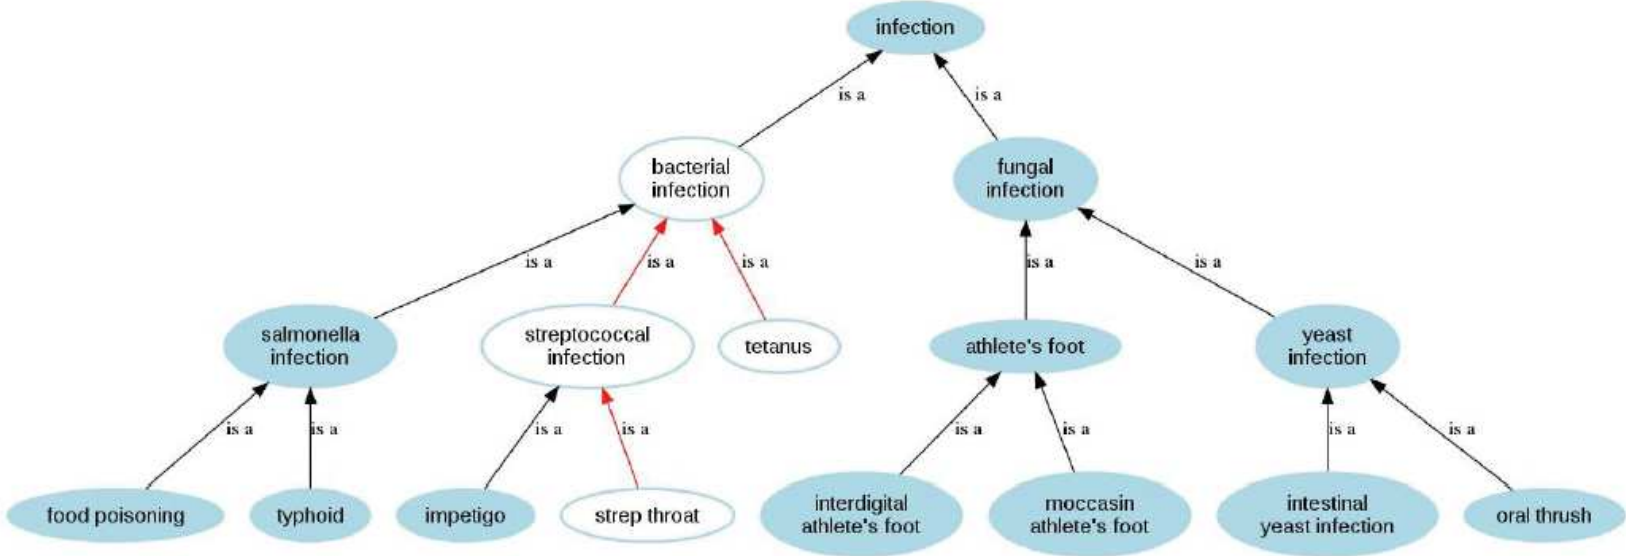 infection
is a
is a
bacterial
infection
fungal
infection
is a
is a
is a
is a
is a
salmonella
infection
streptococcal
infection
tetanus
athlete's foot
yeast
infection
is a
is a
is a
is a
is a
is a
is a
is a
food poisoning
typhoid
impetigo
strep throat
interdigital
athlete's foot
moccasin
athlete's foot
intestinal
yeast infection
oral thrush